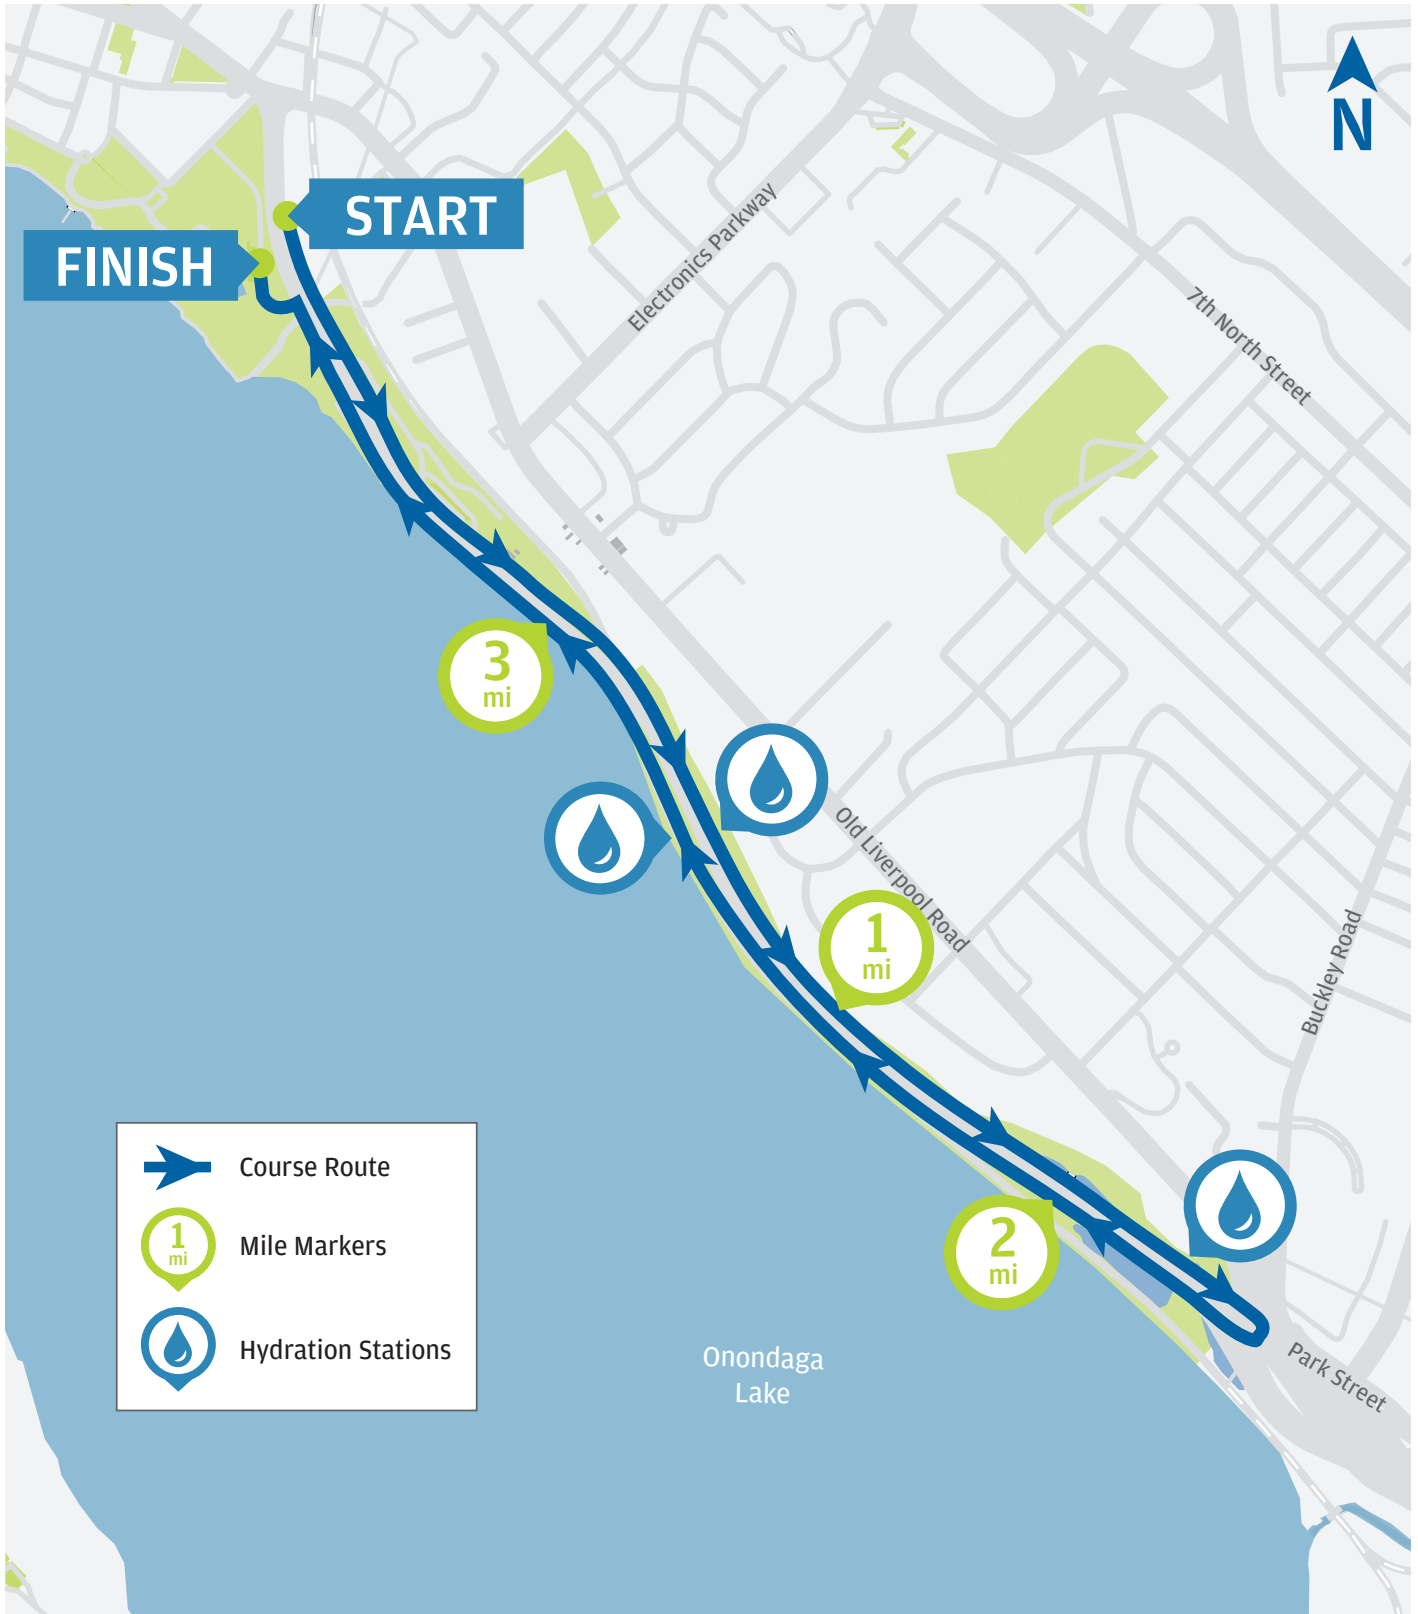 N
START
FINISH
Electronics Parkway
7th North Street
3
mi
Old Liverpool Road
1
mi
Buckley Road
2
mi
Course Route
1
mi
Mile Markers
Hydration Stations
Onondaga
Lake
Park Street